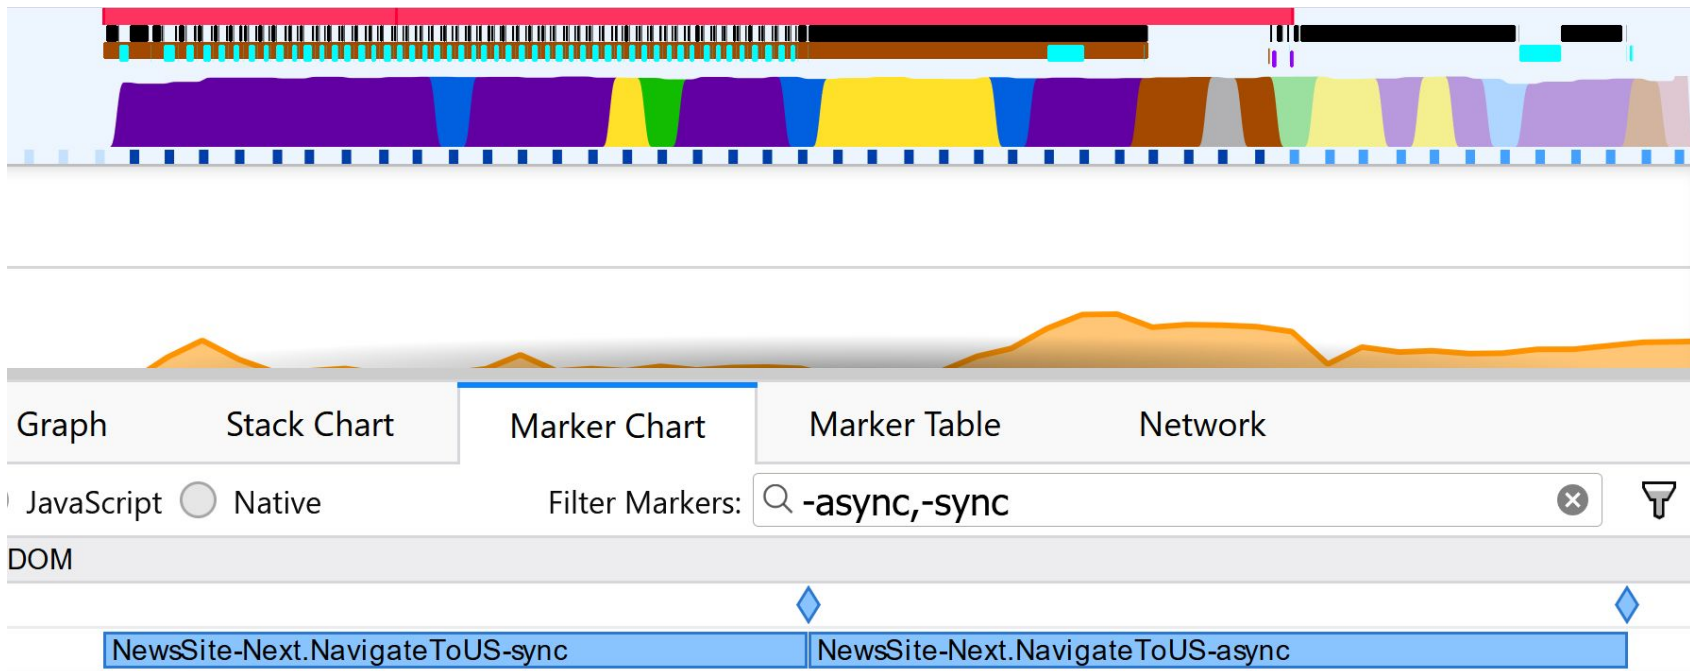 Graph Stack Chart Marker Chart Marker Table Network
JavaScript Native Filter Markers: -async,-sync
DOM
NewsSite-Next.NavigateToUS-sync NewsSite-Next.NavigateToUS-async